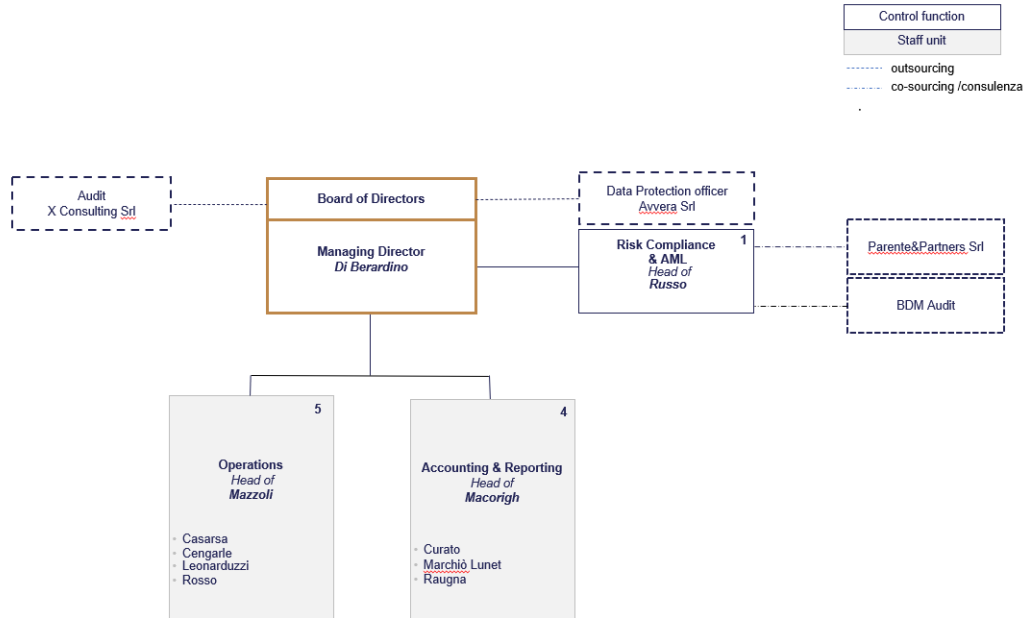 Control function
Staff unit
outsourcing
co-sourcing /consulenza
.
Audit
X Consulting Srl
Board of Directors
Managing Director
Di Berardino
Data Protection officer
Avvera Srl
1
Risk Compliance
& AML
Head of
Russo
Parente&Partners Srl
BDM Audit
5
Operations
Head of
Mazzoli
Casarsa
Cengarle
Leonarduzzi
Rosso
4
Accounting & Reporting
Head of
Macorigh
Curato
Marchiò Lunet
Raugna